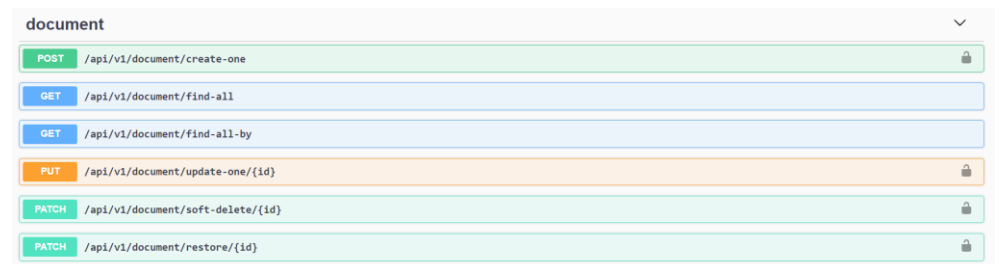 document
POST /api/v1/document/create-one
GET /api/v1/document/find-all
GET /api/v1/document/find-all-by
PUT /api/v1/document/update-one/{id}
PATCH /api/v1/document/soft-delete/{id}
PATCH /api/v1/document/restore/{id}